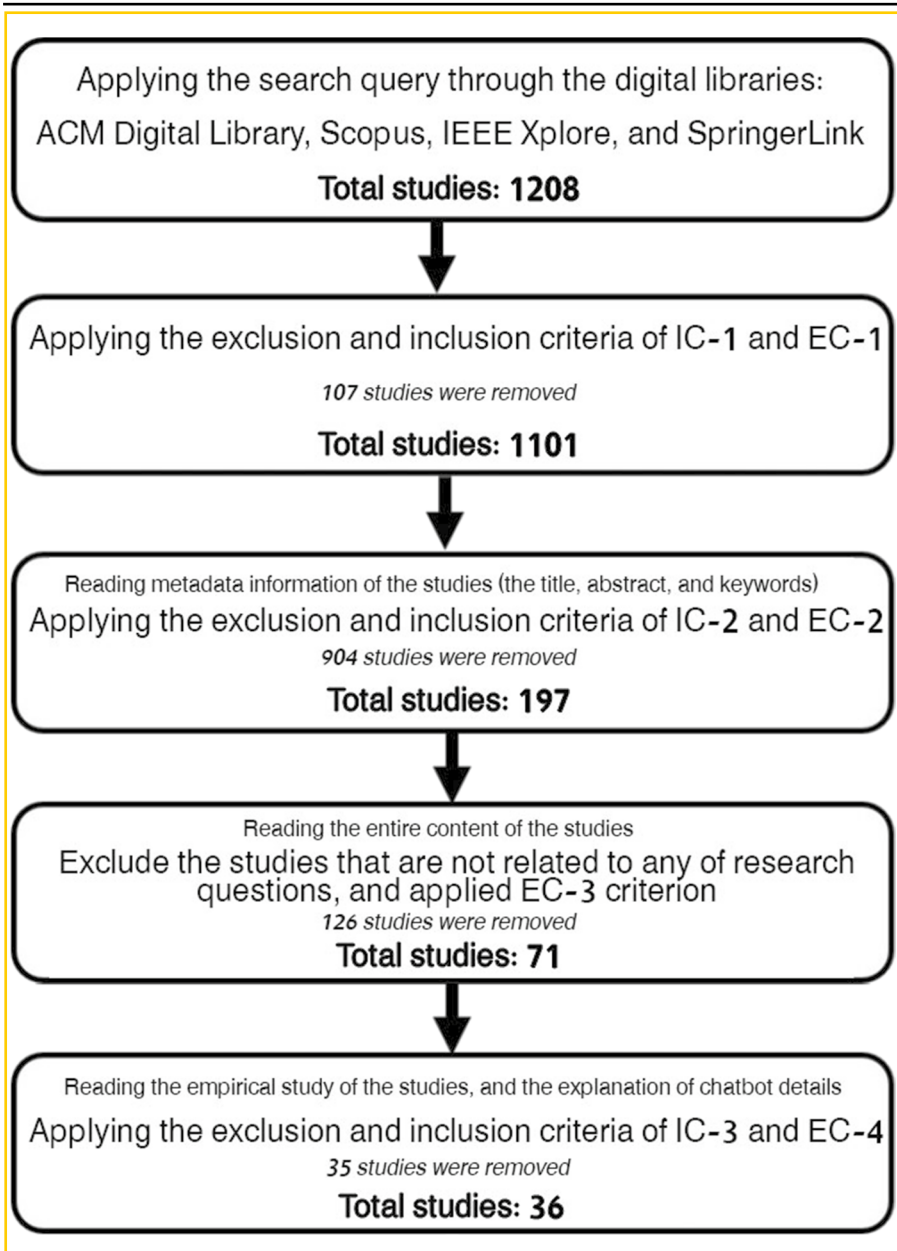 Applying the search query through the digital libraries:
ACM Digital Library, Scopus, IEEE Xplore, and SpringerLink
Total studies: 1208
Applying the exclusion and inclusion criteria of IC-1 and EC-1
107 studies were removed
Total studies: 1101
Reading metadata information of the studies (the title, abstract, and keywords)
Applying the exclusion and inclusion criteria of IC-2 and EC-2
904 studies were removed
Total studies: 197
Reading the entire content of the studies
Exclude the studies that are not related to any of research
questions, and applied EC-3 criterion
126 studies were removed
Total studies: 71
Reading the empirical study of the studies, and the explanation of chatbot details
Applying the exclusion and inclusion criteria of IC-3 and EC-4
35 studies were removed
Total studies: 36